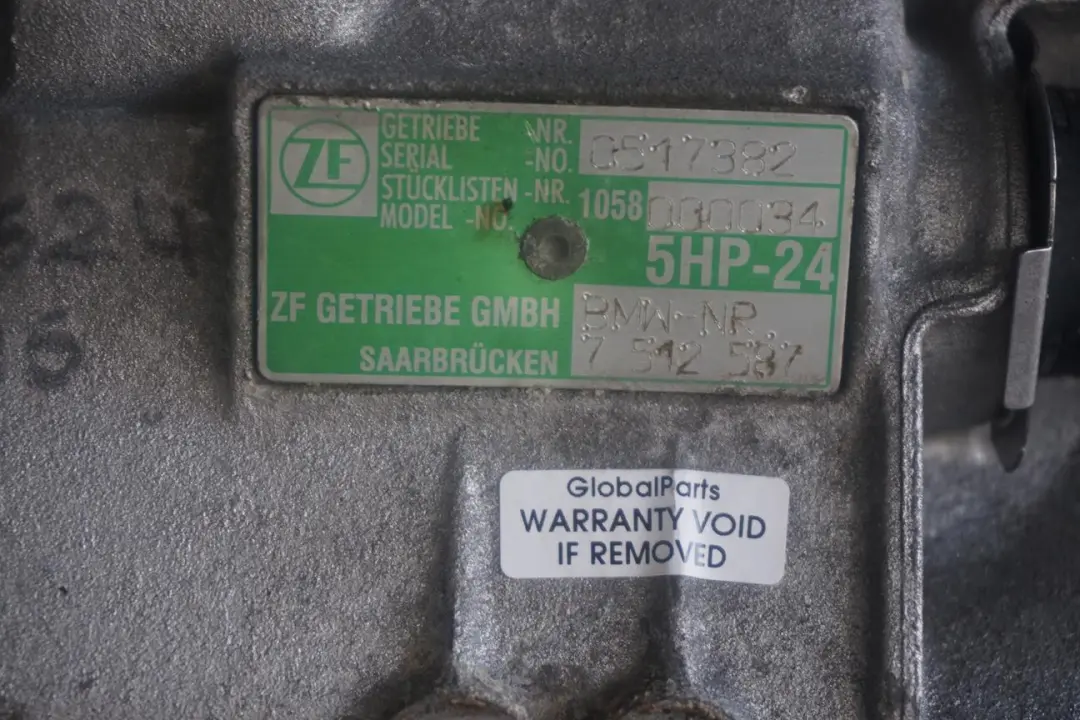 ZF
GETRIEBE -NR.
SERIAL -NO. 0517382
STÜCKLISTEN -NR.
MODEL -NO. 1058 000034
5HP-24
ZF GETRIEBE GMBH
SAARBRÜCKEN
BMW-NR
7 512 587
6
GlobalParts
WARRANTY VOID
IF REMOVED